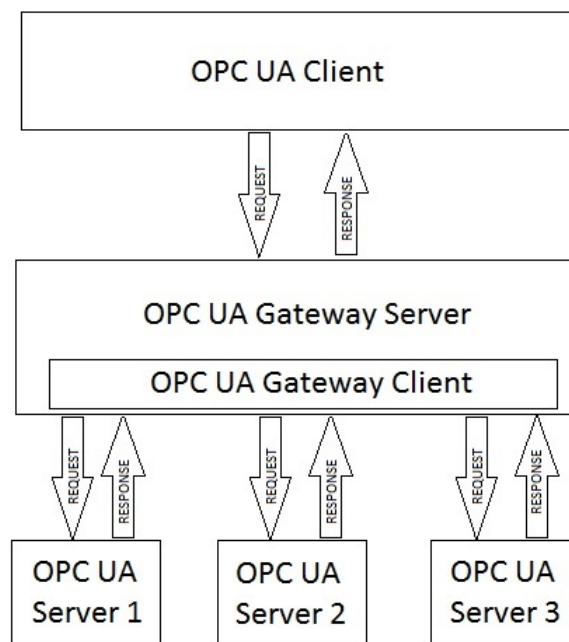 OPC UA Client
REQUEST
RESPONSE
OPC UA Gateway Server
OPC UA Gateway Client
REQUEST
RESPONSE
REQUEST
RESPONSE
REQUEST
RESPONSE
OPC UA
Server 1
OPC UA
Server 2
OPC UA
Server 3